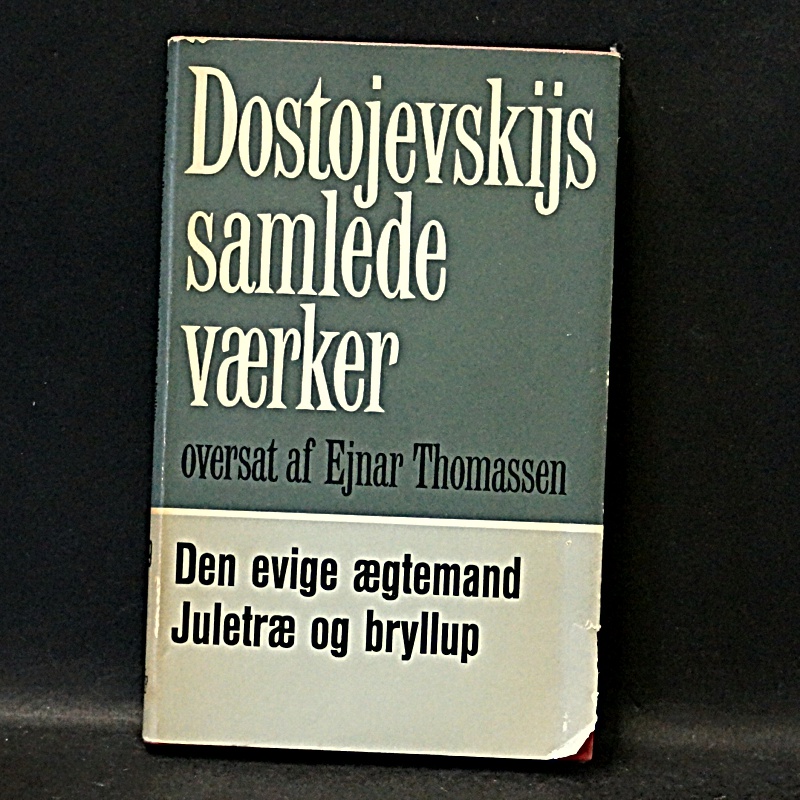 Dostojevskijs
samlede
værker
oversat af Ejnar Thomassen
Den evige ægtemand
Juletræ og bryllup